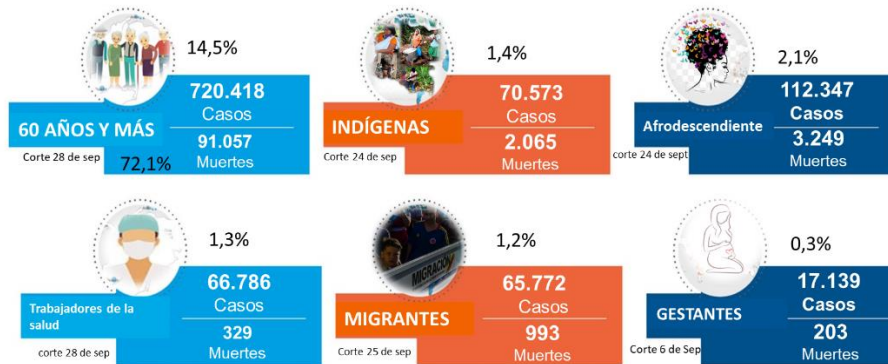 14,5%
720.418
Casos
60 AÑOS Y MÁS
91.057
Muertes
Corte 28 de sep
72,1%
1,4%
70.573
Casos
INDÍGENAS
2.065
Muertes
Corte 24 de sep
2,1%
112.347
Casos
Afrodescendiente
3.249
Muertes
corte 24 de sept
1,3%
66.786
Casos
Trabajadores de la
salud
329
Muertes
corte 28 de sep
1,2%
MIGRACIÓN
65.772
Casos
MIGRANTES
993
Muertes
Corte 25 de sep
0,3%
17.139
Casos
GESTANTES
203
Muertes
Corte 6 de Sep